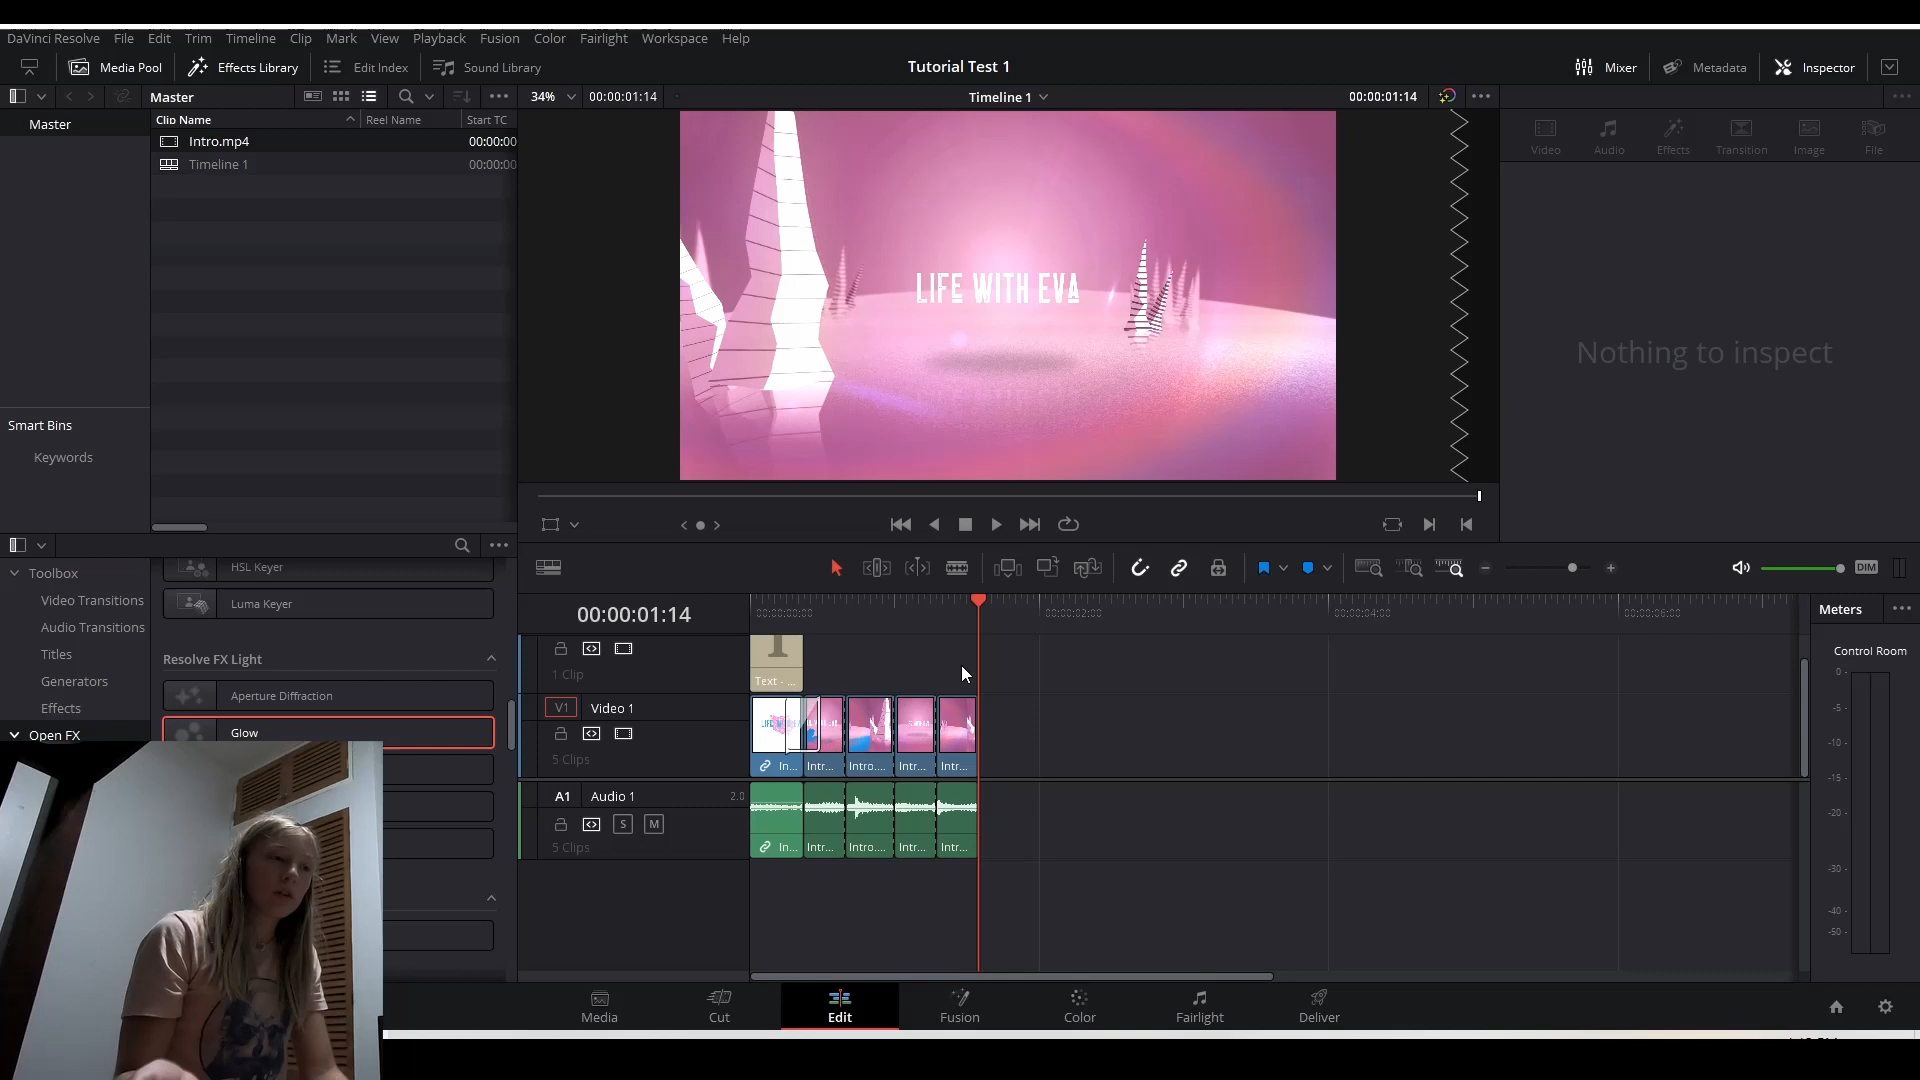 DaVinci Resolve File Edit Trim Timeline Clip Mark View Playback Fusion Color Fairlight Workspace Help
Media Pool Effects Library Edit Index Sound Library Tutorial Test 1 Mixer Metadata Inspector
Master 34% 00:00:01:14 Timeline 1 00:00:01:14
Master Clip Name Reel Name Start TC
Intro.mp4 00:00:00
Timeline 1 00:00:00
Video Audio Effects Transition Image File
LIFE WITH EVA
Nothing to inspect
Smart Bins
Keywords
Toolbox
Video Transitions
Audio Transitions
Titles
Generators
Effects
Open FX
HSL Keyer
Luma Keyer
Resolve FX Light
Aperture Diffraction
Glow
DIM
00:00:01:14 00:00:00:00 00:00:02:00 00:00:04:00 00:00:06:00
1 Clip Text - ...
V1 Video 1
5 Clips In... Intr... Intro.... Intr... Intr...
A1 Audio 1 2.0
S M
5 Clips In... Intr... Intro.... Intr... Intr...
Meters
Control Room
0
-5
-10
-15
-20
-30
-40
-50
Media Cut Edit Fusion Color Fairlight Deliver